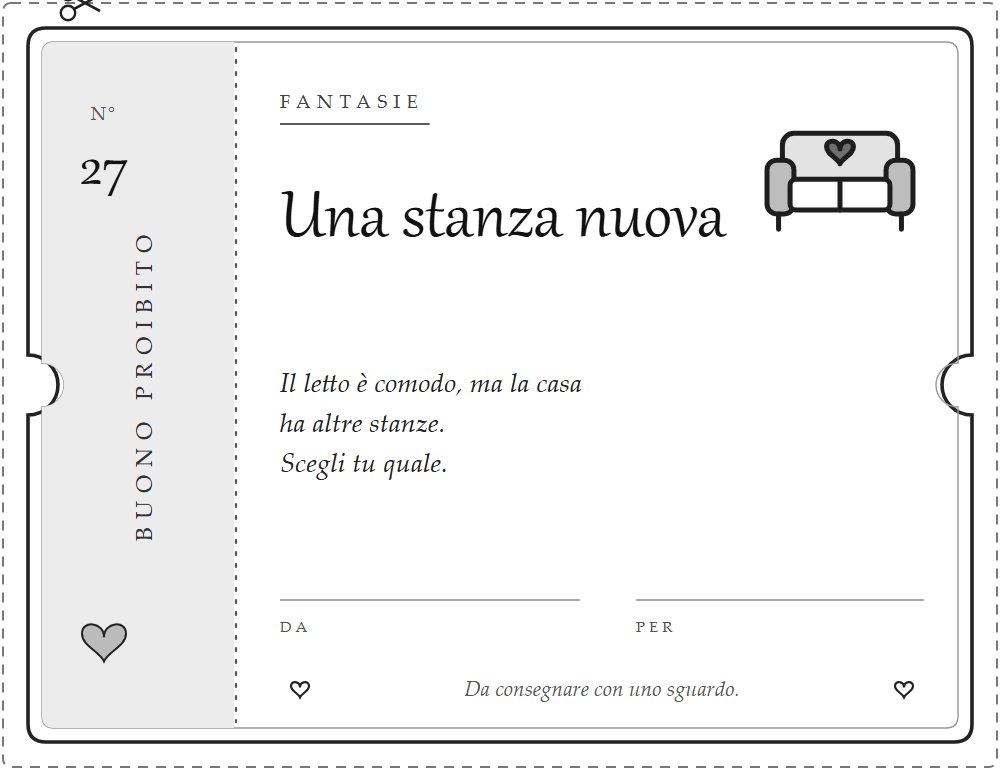 N°
27
BUONO PROIBITO
FANTASIE
Una stanza nuova
Il letto è comodo, ma la casa
ha altre stanze.
Scegli tu quale.
DA
PER
Da consegnare con uno sguardo.